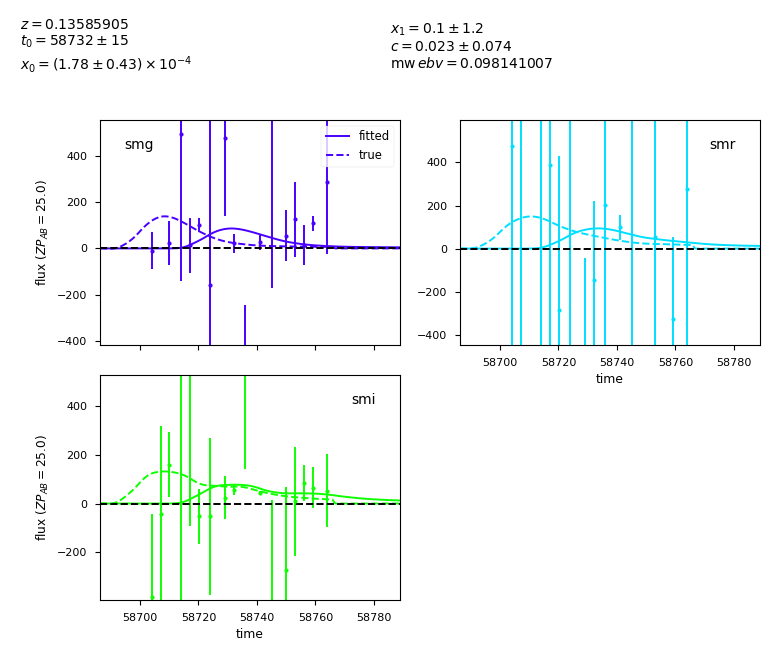 z = 0.13585905
t₀ = 58732 ± 15
x₀ = (1.78 ± 0.43) × 10⁻⁴
x₁ = 0.1 ± 1.2
c = 0.023 ± 0.074
mw ebv = 0.098141007
smg
fitted
true
400
200
0
−200
−400
flux (ZP_AB = 25.0)
smr
400
200
0
−200
−400
58700 58720 58740 58760 58780
time
smi
400
200
0
−200
flux (ZP_AB = 25.0)
58700 58720 58740 58760 58780
time